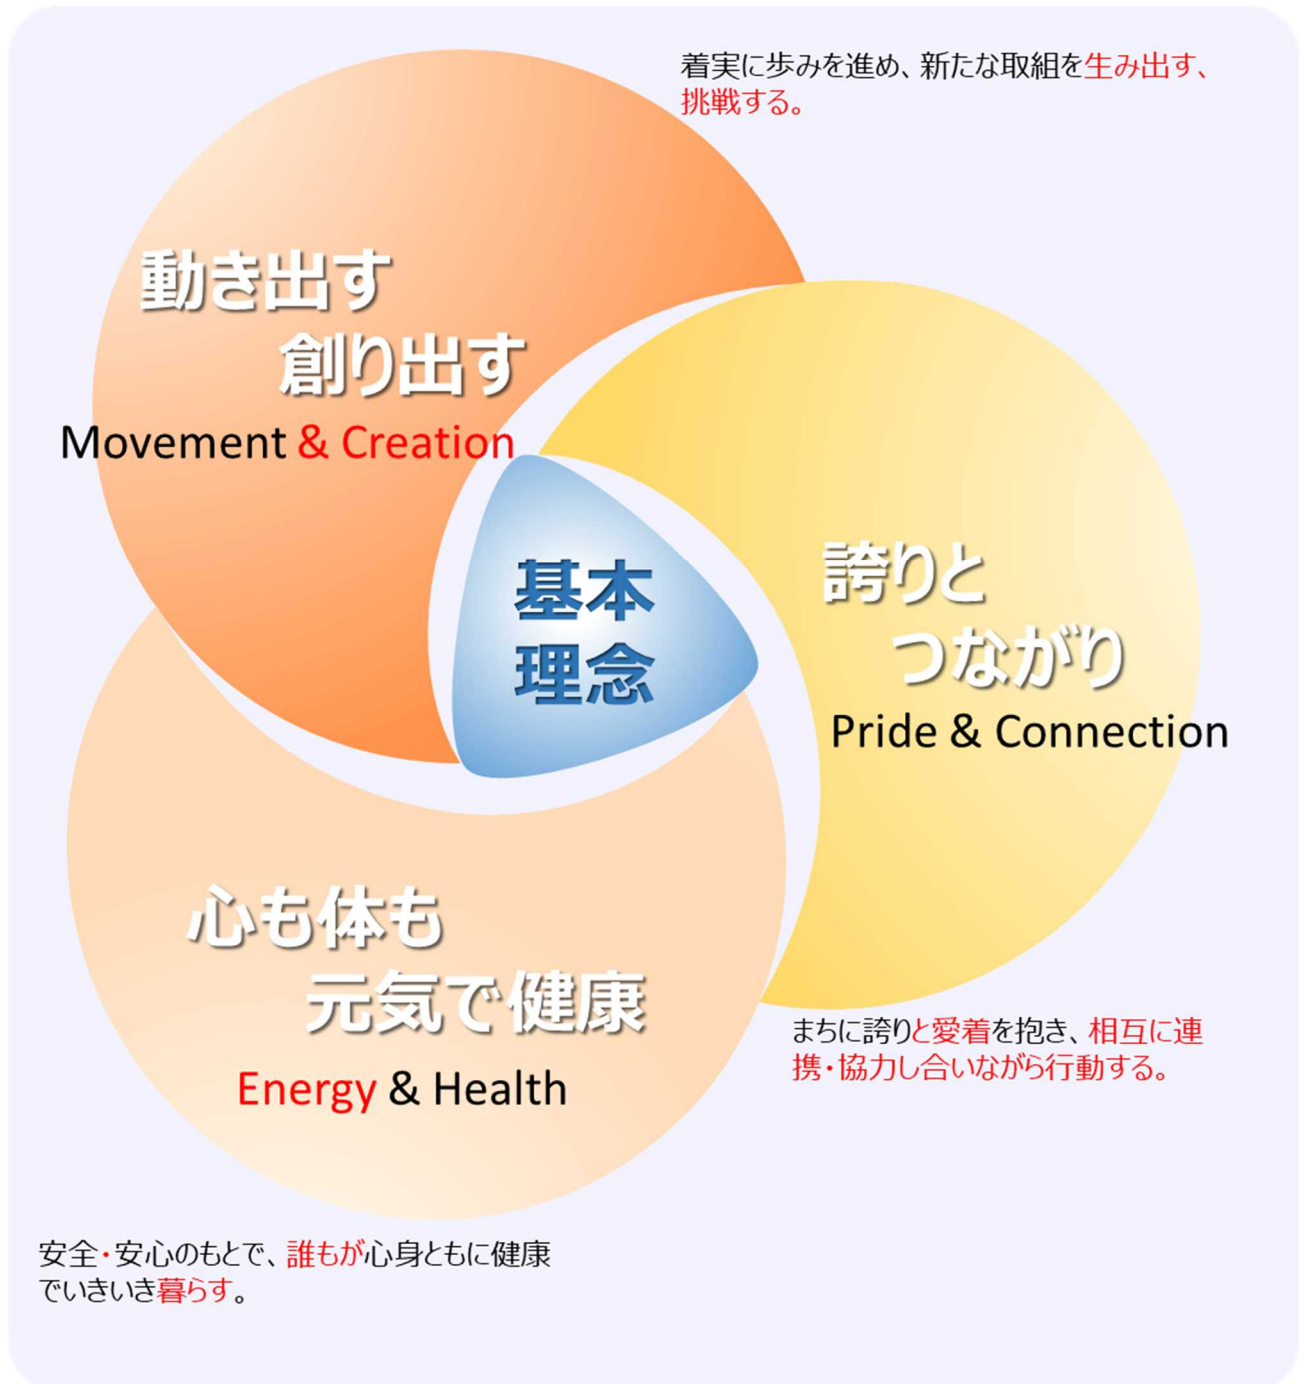 着実に歩みを進め、新たな取組を生み出す、
挑戦する。
動き出す
創り出す
Movement & Creation
基本
理念
誇りと
つながり
Pride & Connection
まちに誇りと愛着を抱き、相互に連
携・協力し合いながら行動する。
心も体も
元気で健康
Energy & Health
安全・安心のもとで、誰もが心身ともに健康
でいきいき暮らす。